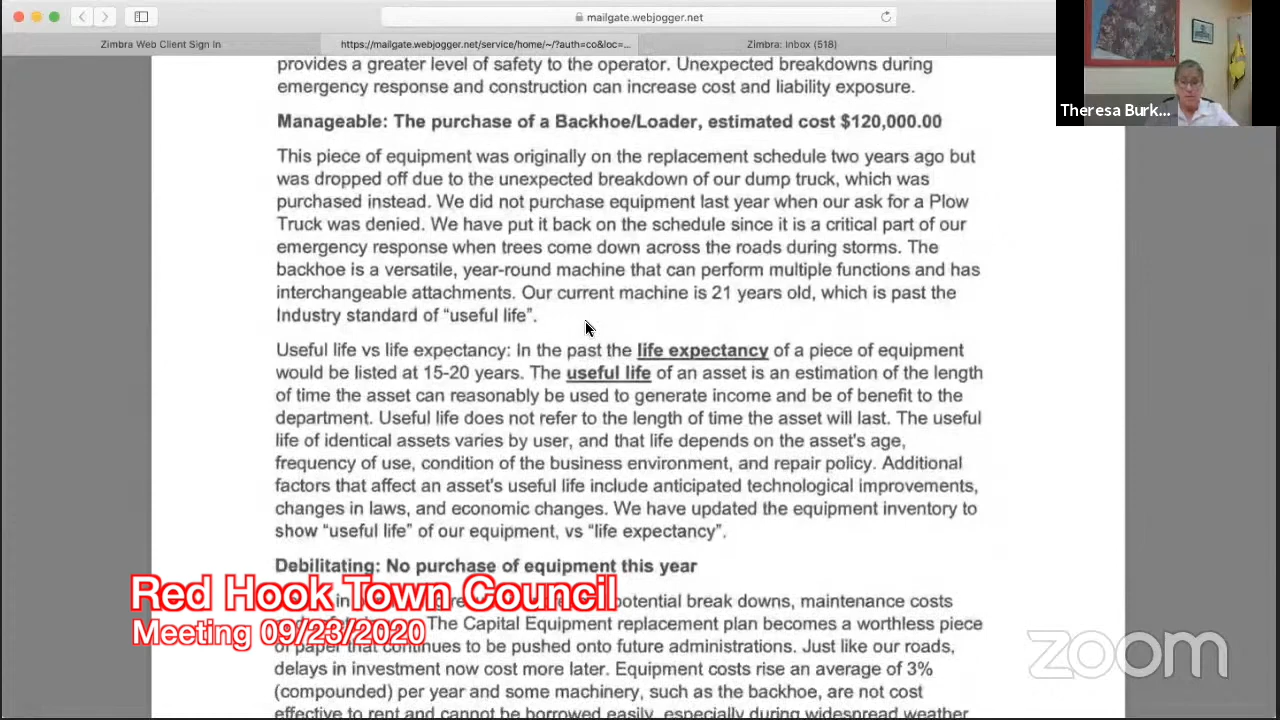 mailgate.webjogger.net
Zimbra Web Client Sign In
https://mailgate.webjogger.net/service/home/~/?auth=co&loc=...
Zimbra: Inbox (518)
Theresa Burk...
provides a greater level of safety to the operator. Unexpected breakdowns during
emergency response and construction can increase cost and liability exposure.
Manageable: The purchase of a Backhoe/Loader, estimated cost $120,000.00
This piece of equipment was originally on the replacement schedule two years ago but
was dropped off due to the unexpected breakdown of our dump truck, which was
purchased instead. We did not purchase equipment last year when our ask for a Plow
Truck was denied. We have put it back on the schedule since it is a critical part of our
emergency response when trees come down across the roads during storms. The
backhoe is a versatile, year-round machine that can perform multiple functions and has
interchangeable attachments. Our current machine is 21 years old, which is past the
Industry standard of “useful life”.
Useful life vs life expectancy: In the past the life expectancy of a piece of equipment
would be listed at 15-20 years. The useful life of an asset is an estimation of the length
of time the asset can reasonably be used to generate income and be of benefit to the
department. Useful life does not refer to the length of time the asset will last. The useful
life of identical assets varies by user, and that life depends on the asset's age,
frequency of use, condition of the business environment, and repair policy. Additional
factors that affect an asset's useful life include anticipated technological improvements,
changes in laws, and economic changes. We have updated the equipment inventory to
show “useful life” of our equipment, vs “life expectancy”.
Debilitating: No purchase of equipment this year
potential break downs, maintenance costs
The Capital Equipment replacement plan becomes a worthless piece
of paper that continues to be pushed onto future administrations. Just like our roads,
delays in investment now cost more later. Equipment costs rise an average of 3%
(compounded) per year and some machinery, such as the backhoe, are not cost
effective to rent and cannot be borrowed easily, especially during widespread weather
Red Hook Town Council
Meeting 09/23/2020
zoom